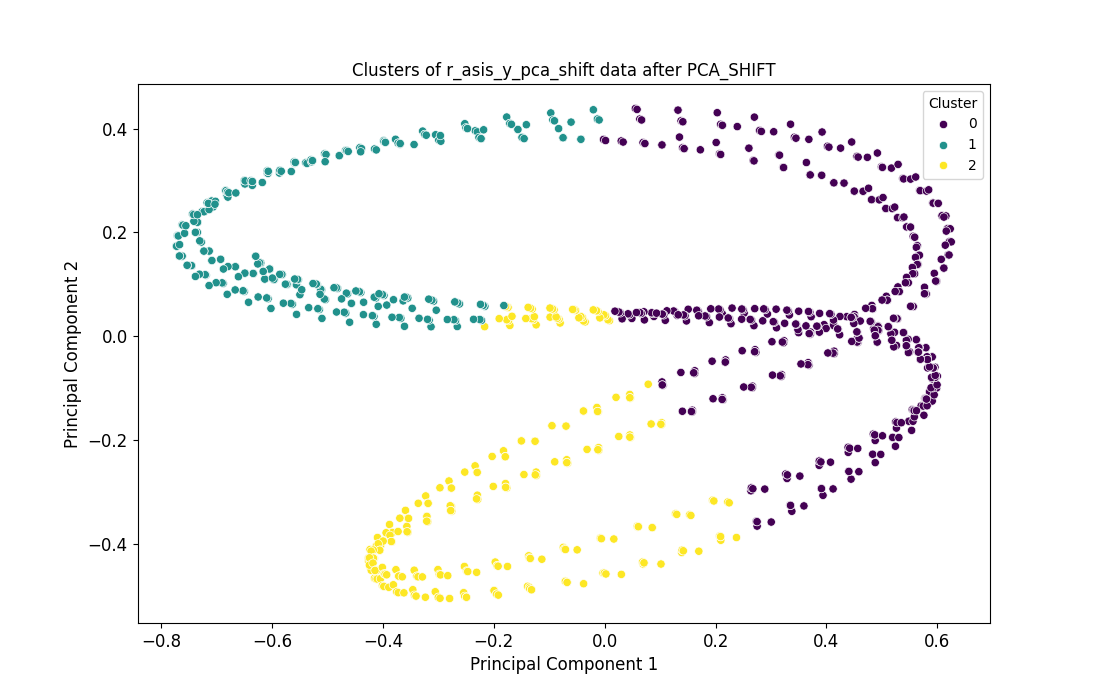 Clusters of r_asis_y_pca_shift data after PCA_SHIFT
Cluster
0
1
2
Principal Component 2
0.4
0.2
0.0
−0.2
−0.4
−0.8 −0.6 −0.4 −0.2 0.0 0.2 0.4 0.6
Principal Component 1